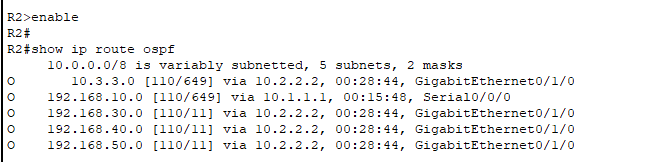 R2>enable
R2#
R2#show ip route ospf
     10.0.0.0/8 is variably subnetted, 5 subnets, 2 masks
O       10.3.3.0 [110/649] via 10.2.2.2, 00:28:44, GigabitEthernet0/1/0
O    192.168.10.0 [110/649] via 10.1.1.1, 00:15:48, Serial0/0/0
O    192.168.30.0 [110/11] via 10.2.2.2, 00:28:44, GigabitEthernet0/1/0
O    192.168.40.0 [110/11] via 10.2.2.2, 00:28:44, GigabitEthernet0/1/0
O    192.168.50.0 [110/11] via 10.2.2.2, 00:28:44, GigabitEthernet0/1/0